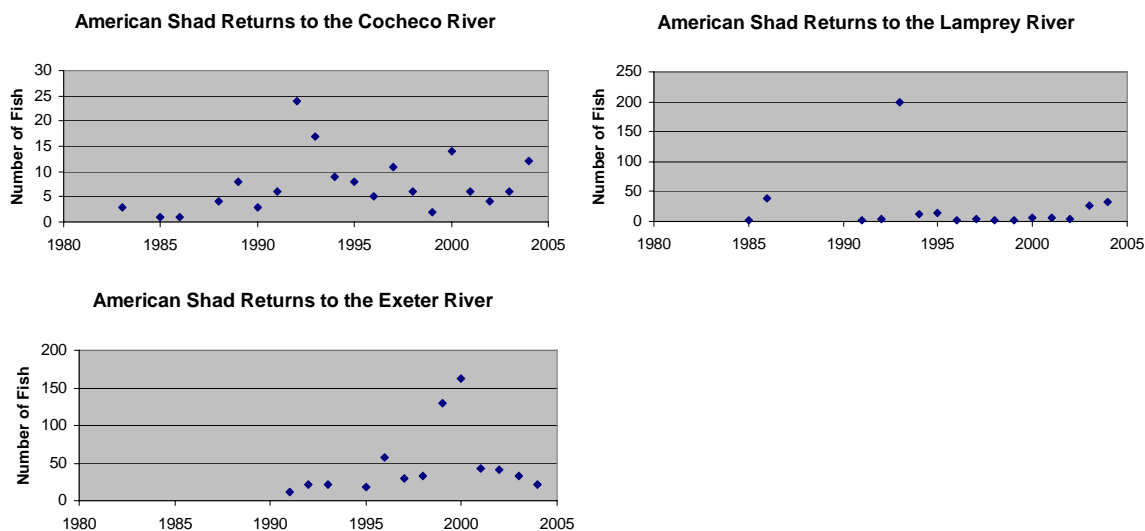 American Shad Returns to the Cocheco River
30
25
20
15
10
5
0
Number of Fish
1980 1985 1990 1995 2000 2005
American Shad Returns to the Lamprey River
250
200
150
100
50
0
Number of Fish
1980 1985 1990 1995 2000 2005
American Shad Returns to the Exeter River
200
150
100
50
0
Number of Fish
1980 1985 1990 1995 2000 2005